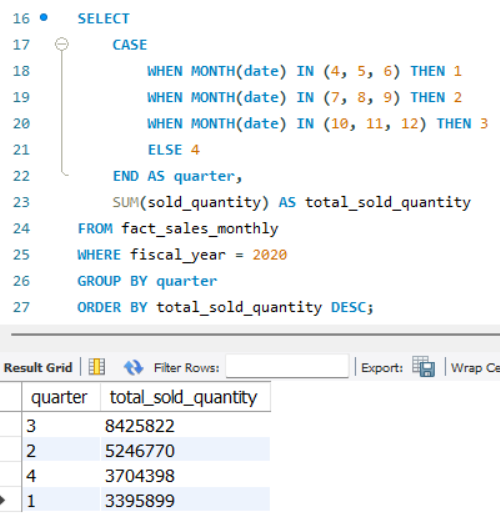 16 SELECT
17 CASE
18 WHEN MONTH(date) IN (4, 5, 6) THEN 1
19 WHEN MONTH(date) IN (7, 8, 9) THEN 2
20 WHEN MONTH(date) IN (10, 11, 12) THEN 3
21 ELSE 4
22 END AS quarter,
23 SUM(sold_quantity) AS total_sold_quantity
24 FROM fact_sales_monthly
25 WHERE fiscal_year = 2020
26 GROUP BY quarter
27 ORDER BY total_sold_quantity DESC;
Result Grid Filter Rows: Export: Wrap Ce
quarter total_sold_quantity
3 8425822
2 5246770
4 3704398
1 3395899